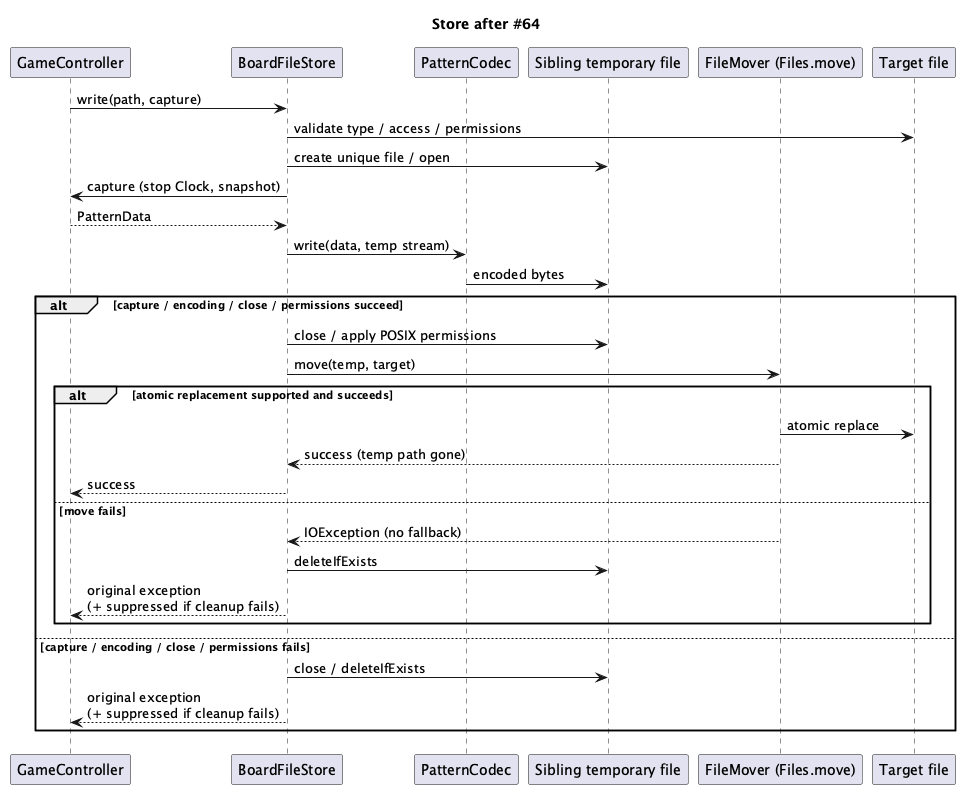 Store after #64
GameController
BoardFileStore
PatternCodec
Sibling temporary file
FileMover (Files.move)
Target file
write(path, capture)
validate type / access / permissions
create unique file / open
capture (stop Clock, snapshot)
PatternData
write(data, temp stream)
encoded bytes
alt
[capture / encoding / close / permissions succeed]
close / apply POSIX permissions
move(temp, target)
alt
[atomic replacement supported and succeeds]
atomic replace
success (temp path gone)
success
[move fails]
IOException (no fallback)
deleteIfExists
original exception
(+ suppressed if cleanup fails)
[capture / encoding / close / permissions fails]
close / deleteIfExists
original exception
(+ suppressed if cleanup fails)
GameController
BoardFileStore
PatternCodec
Sibling temporary file
FileMover (Files.move)
Target file